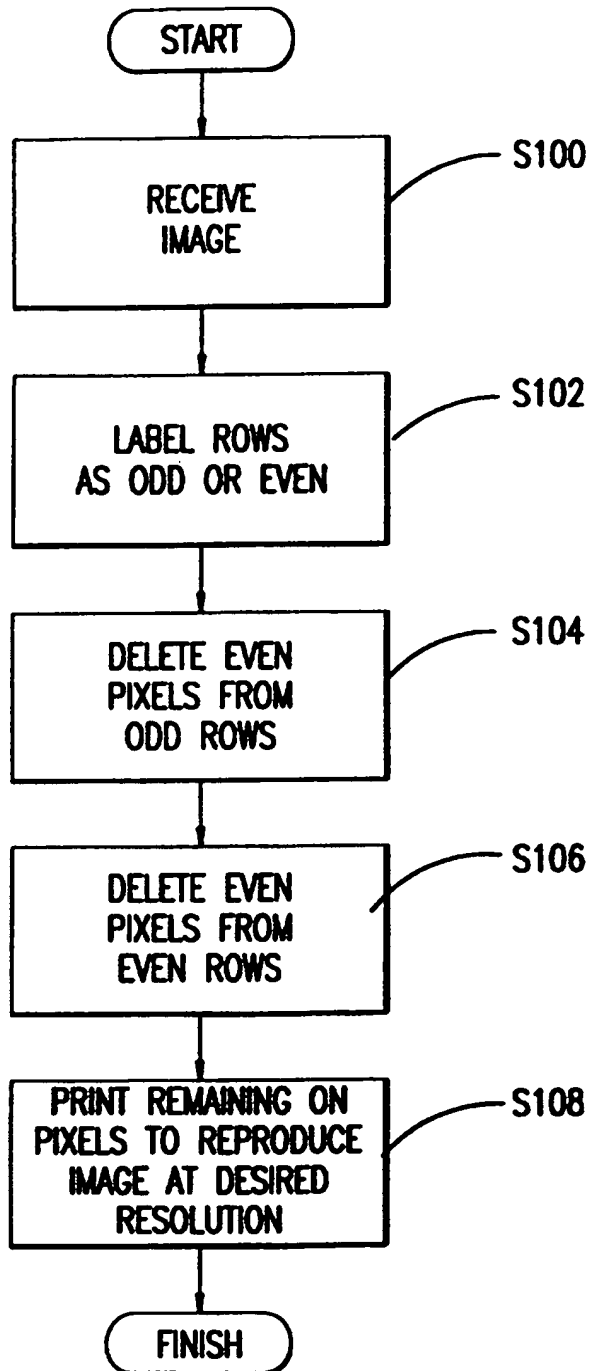 START
RECEIVE
IMAGE
S100
LABEL ROWS
AS ODD OR EVEN
S102
DELETE EVEN
PIXELS FROM
ODD ROWS
S104
DELETE EVEN
PIXELS FROM
EVEN ROWS
S106
PRINT REMAINING ON
PIXELS TO REPRODUCE
IMAGE AT DESIRED
RESOLUTION
S108
FINISH